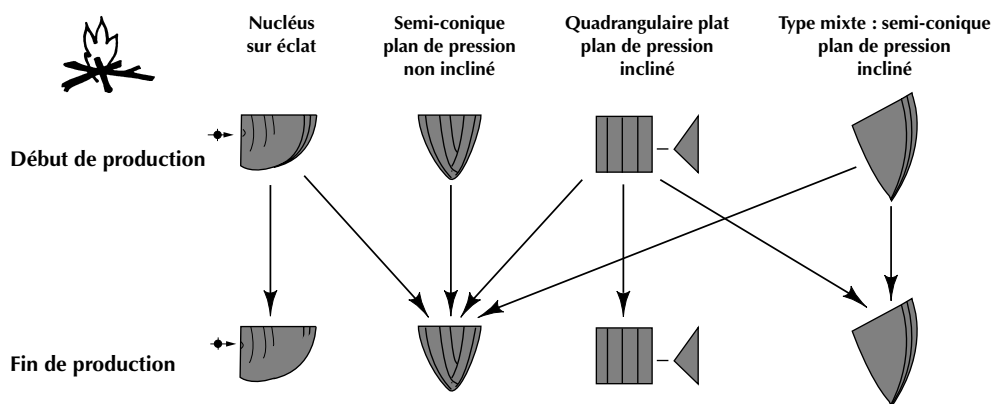 Nucléus
sur éclat
Semi-conique
plan de pression
non incliné
Quadrangulaire plat
plan de pression
incliné
Type mixte : semi-conique
plan de pression
incliné
Début de production
Fin de production